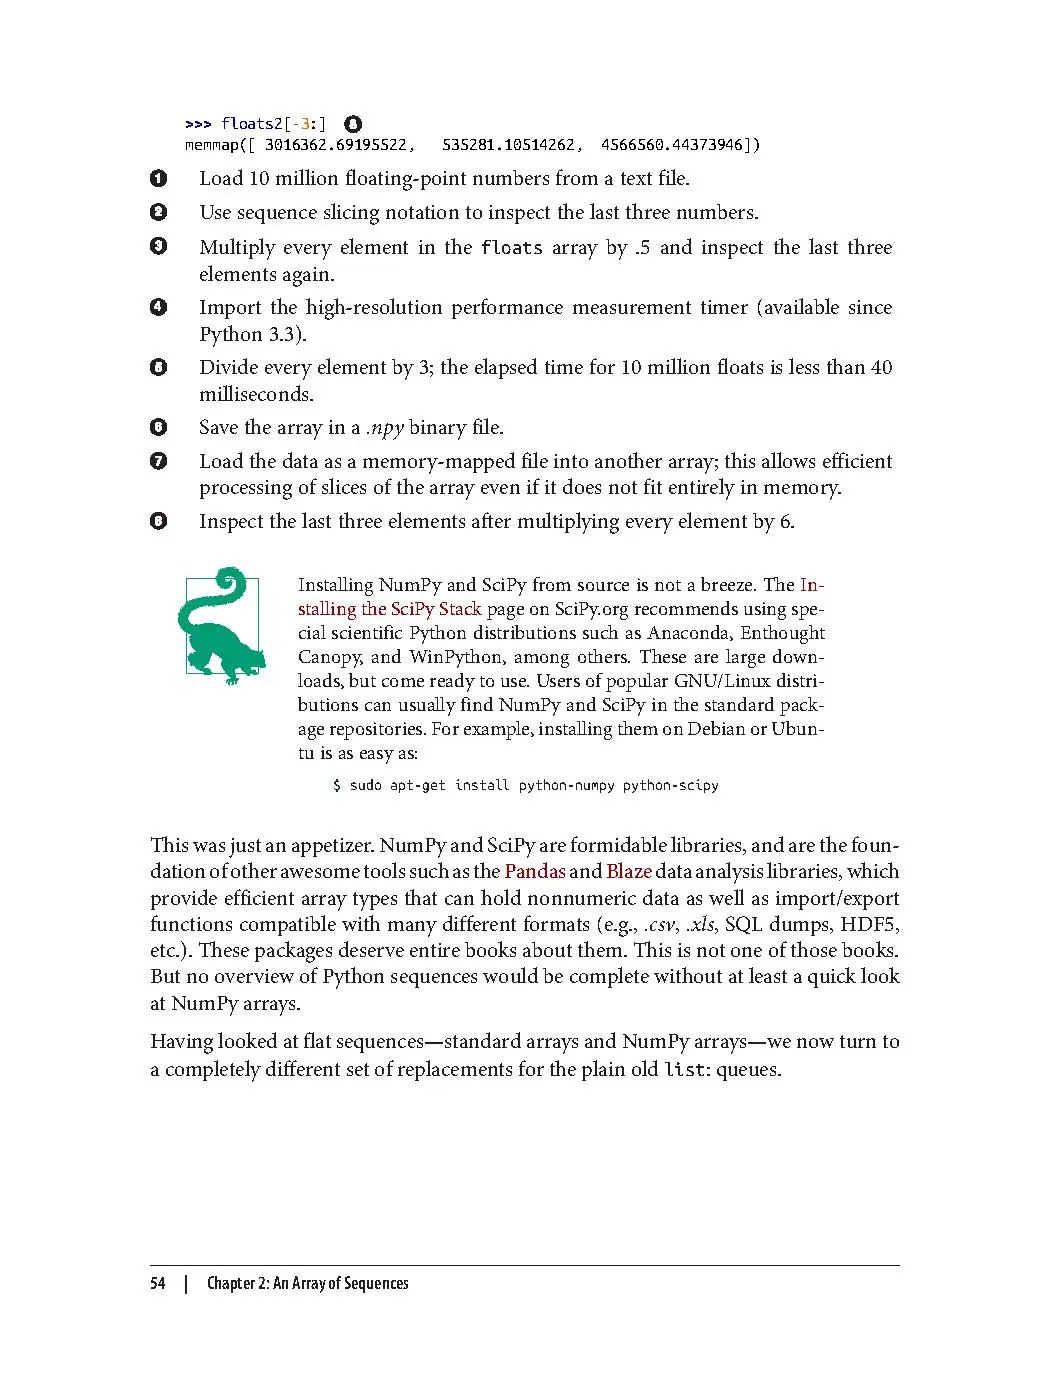 >>> floats2[-3:] ❽
memmap([ 3016362.69195522,   535281.10514262,  4566560.44373946])
❶ Load 10 million floating-point numbers from a text file.
❷ Use sequence slicing notation to inspect the last three numbers.
❸ Multiply every element in the floats array by .5 and inspect the last three
elements again.
❹ Import the high-resolution performance measurement timer (available since
Python 3.3).
❺ Divide every element by 3; the elapsed time for 10 million floats is less than 40
milliseconds.
❻ Save the array in a .npy binary file.
❼ Load the data as a memory-mapped file into another array; this allows efficient
processing of slices of the array even if it does not fit entirely in memory.
❽ Inspect the last three elements after multiplying every element by 6.
Installing NumPy and SciPy from source is not a breeze. The In-
stalling the SciPy Stack page on SciPy.org recommends using spe-
cial scientific Python distributions such as Anaconda, Enthought
Canopy, and WinPython, among others. These are large down-
loads, but come ready to use. Users of popular GNU/Linux distri-
butions can usually find NumPy and SciPy in the standard pack-
age repositories. For example, installing them on Debian or Ubun-
tu is as easy as:
$ sudo apt-get install python-numpy python-scipy
This was just an appetizer. NumPy and SciPy are formidable libraries, and are the foun-
dation of other awesome tools such as the Pandas and Blaze data analysis libraries, which
provide efficient array types that can hold nonnumeric data as well as import/export
functions compatible with many different formats (e.g., .csv, .xls, SQL dumps, HDF5,
etc.). These packages deserve entire books about them. This is not one of those books.
But no overview of Python sequences would be complete without at least a quick look
at NumPy arrays.
Having looked at flat sequences—standard arrays and NumPy arrays—we now turn to
a completely different set of replacements for the plain old list: queues.
54 | Chapter 2: An Array of Sequences